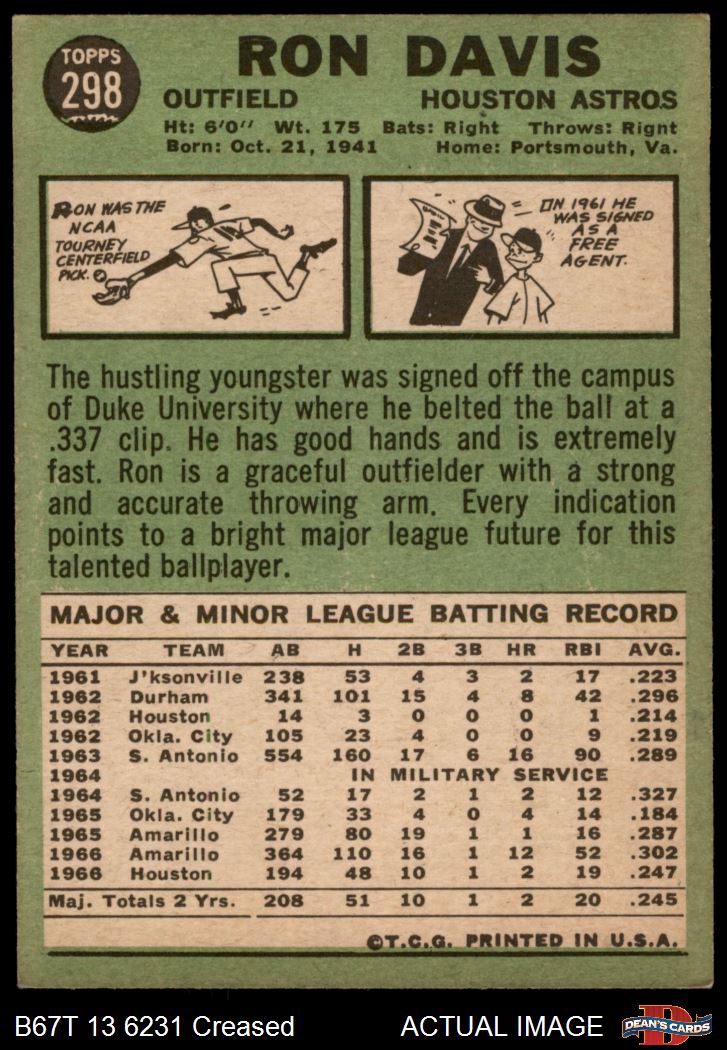 TOPPS
298
RON DAVIS
OUTFIELD HOUSTON ASTROS
Ht: 6'0" Wt. 175 Bats: Right Throws: Rignt
Born: Oct. 21, 1941 Home: Portsmouth, Va.
RON WAS THE
NCAA
TOURNEY
CENTERFIELD
PICK.
IN 1961 HE
WAS SIGNED
AS A
FREE
AGENT.
The hustling youngster was signed off the campus
of Duke University where he belted the ball at a
.337 clip. He has good hands and is extremely
fast. Ron is a graceful outfielder with a strong
and accurate throwing arm. Every indication
points to a bright major league future for this
talented ballplayer.
MAJOR & MINOR LEAGUE BATTING RECORD
YEAR TEAM AB H 2B 3B HR RBI AVG.
1961 J'ksonville 238 53 4 3 2 17 .223
1962 Durham 341 101 15 4 8 42 .296
1962 Houston 14 3 0 0 0 1 .214
1962 Okla. City 105 23 4 0 0 9 .219
1963 S. Antonio 554 160 17 6 16 90 .289
1964 IN MILITARY SERVICE
1964 S. Antonio 52 17 2 1 2 12 .327
1965 Okla. City 179 33 4 0 4 14 .184
1965 Amarillo 279 80 19 1 1 16 .287
1966 Amarillo 364 110 16 1 12 52 .302
1966 Houston 194 48 10 1 2 19 .247
Maj. Totals 2 Yrs. 208 51 10 1 2 20 .245
©T.C.G. PRINTED IN U.S.A.
B67T 13 6231 Creased ACTUAL IMAGE
DEAN'S CARDS